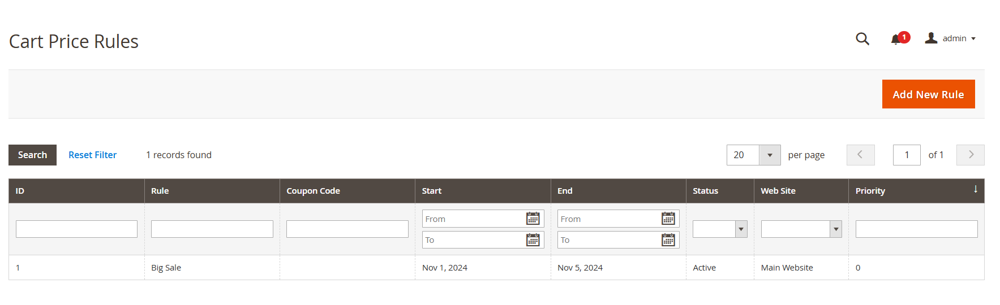 Cart Price Rules
1
admin
Add New Rule
Search Reset Filter 1 records found 20 per page 1 of 1
ID Rule Coupon Code Start End Status Web Site Priority ↓
From From
To To
1 Big Sale Nov 1, 2024 Nov 5, 2024 Active Main Website 0